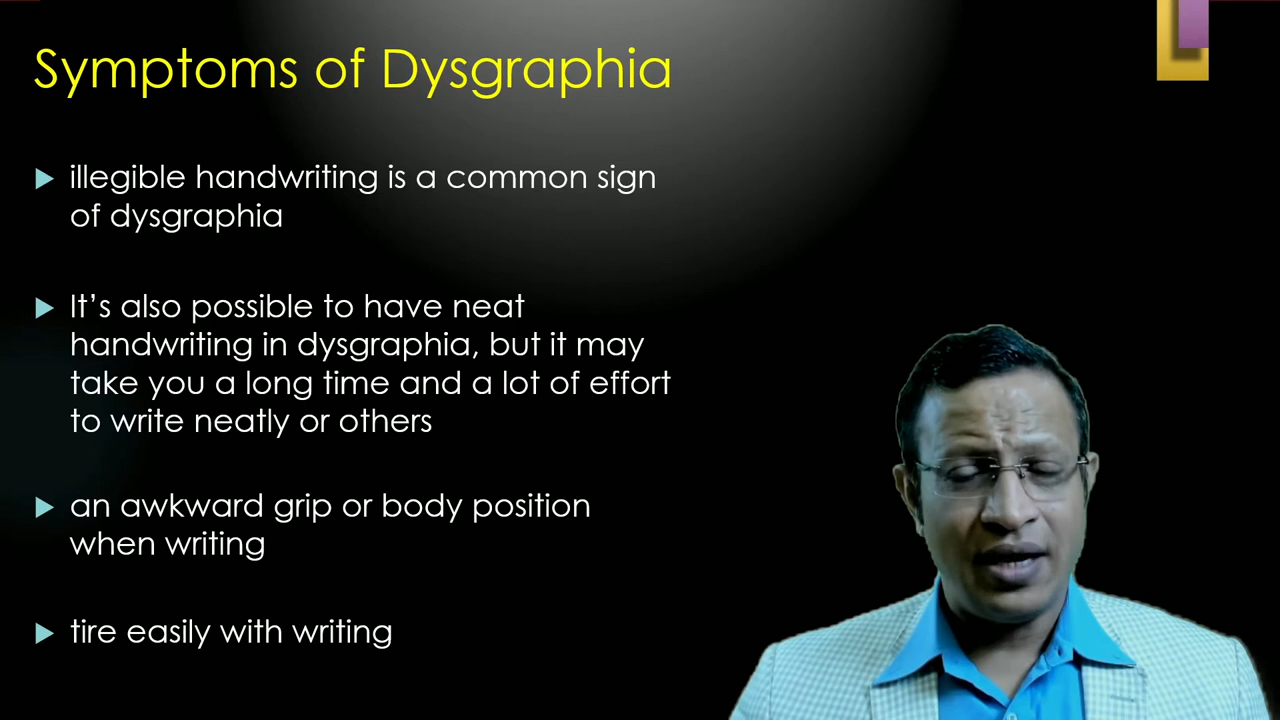 Symptoms of Dysgraphia
illegible handwriting is a common sign
of dysgraphia
It’s also possible to have neat
handwriting in dysgraphia, but it may
take you a long time and a lot of effort
to write neatly or others
an awkward grip or body position
when writing
tire easily with writing